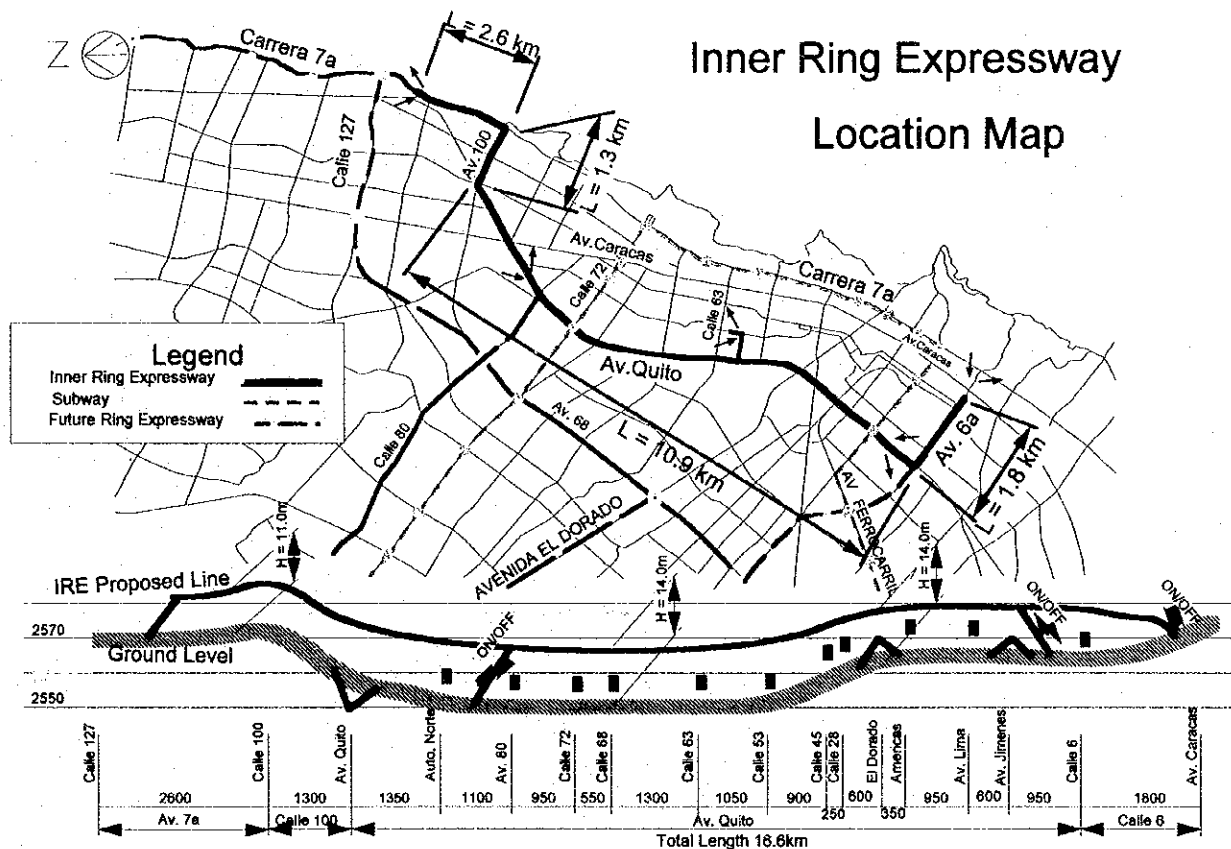 Inner Ring Expressway
Location Map
Z
Carrera 7a
L = 2.6 km
Calle 127
Av.100
L = 1.3 km
Av.Caracas
Calle 72
Carrera 7a
Calle 63
Av.Caracas
Legend
Inner Ring Expressway
Subway
Future Ring Expressway
Av.Quito
Calle 80
Av. 68
L = 10.9 km
Av. 6a
L = 1.8 km
AV FERROCARRIL
AVENIDA EL DORADO
H = 11.0m
H = 14.0m
H = 14.0m
IRE Proposed Line
ON/OFF
ON/OFF
ON/OFF
2570
Ground Level
2550
Calle 127
Calle 100
Av. Quito
Auto. Norte
Av. 80
Calle 72
Calle 68
Calle 63
Calle 53
Calle 45
Calle 28
El Dorado
Amencas
Av. Lima
Av. Jimenes
Calle 6
Av. Caracas
2600 1300 1350 1100 950 550 1300 1050 900 250 600 350 950 600 950 1800
Av. 7a Calle 100 Av. Quito Calle 6
Total Length 16.6km